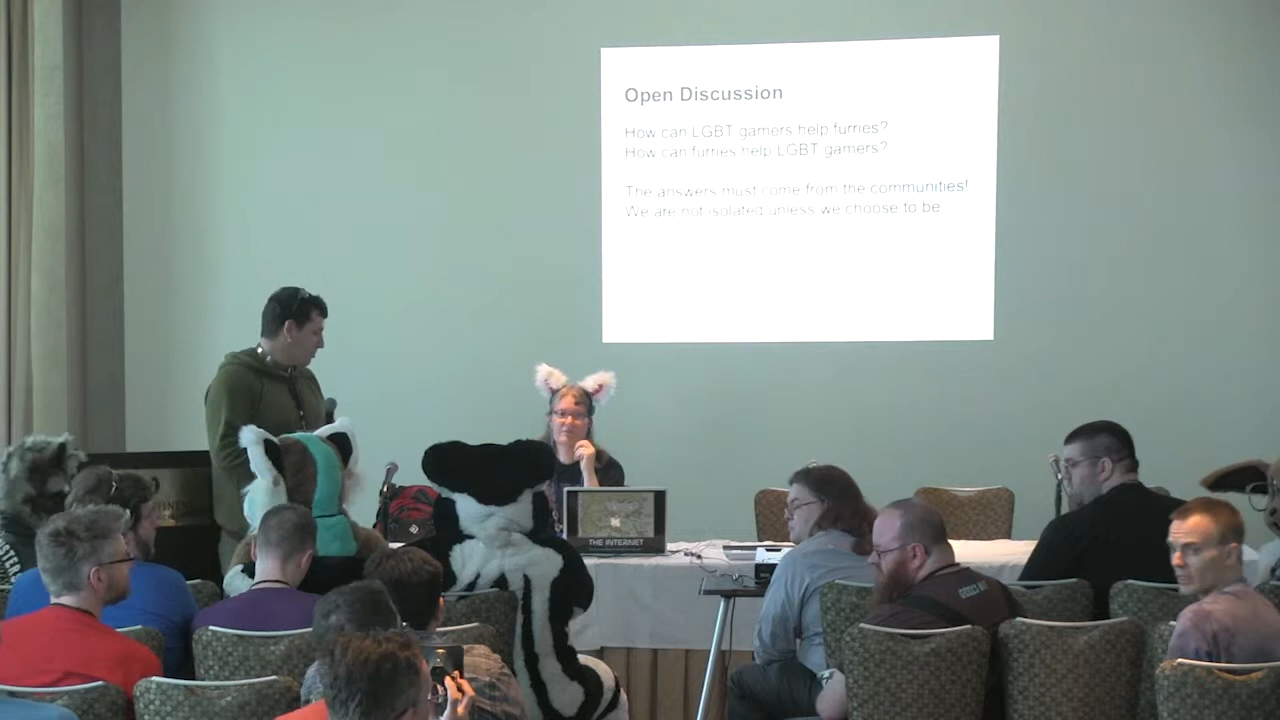 Open Discussion
How can LGBT gamers help furries?
How can furries help LGBT gamers?
The answers must come from the communities!
We are not isolated unless we choose to be
THE INTERNET